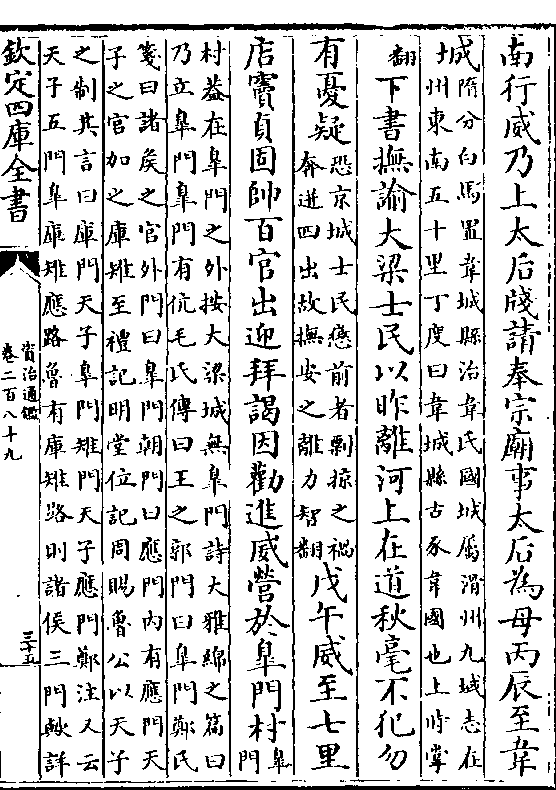 南行威乃上太后牋請奉宗廟事太后為母丙辰至韋
城隋分白馬置韋城縣治韋氏國城屬滑州九域志在
州東南五十里丁度曰韋城縣古豕韋國也上時掌
翻下書撫諭大梁士民以昨離河上在道秋毫不犯勿
有憂疑恐京城士民懲前者剽掠之禍奔迸四出故撫安之離力智翻戊午威至七里
店竇貞固帥百官出迎拜謁因勸進威營於臯門村臯門
村蓋在臯門之外按大梁城無臯門詩大雅綿之篇曰
乃立臯門臯門有伉毛氏傳曰王之郭門曰臯門鄭氏
箋曰諸矦之宫外門曰臯門朝門曰應門内有應門天
子之宫加之庫雉至禮記明堂位記周賜魯公以天子
之制其言曰庫門天子臯門雉門天子應門鄭注又云
天子五門臯庫雉應路魯有庫雉路則諸侯三門歟詳
欽定四庫全書
資治通鑑
卷二百八十九
三十五